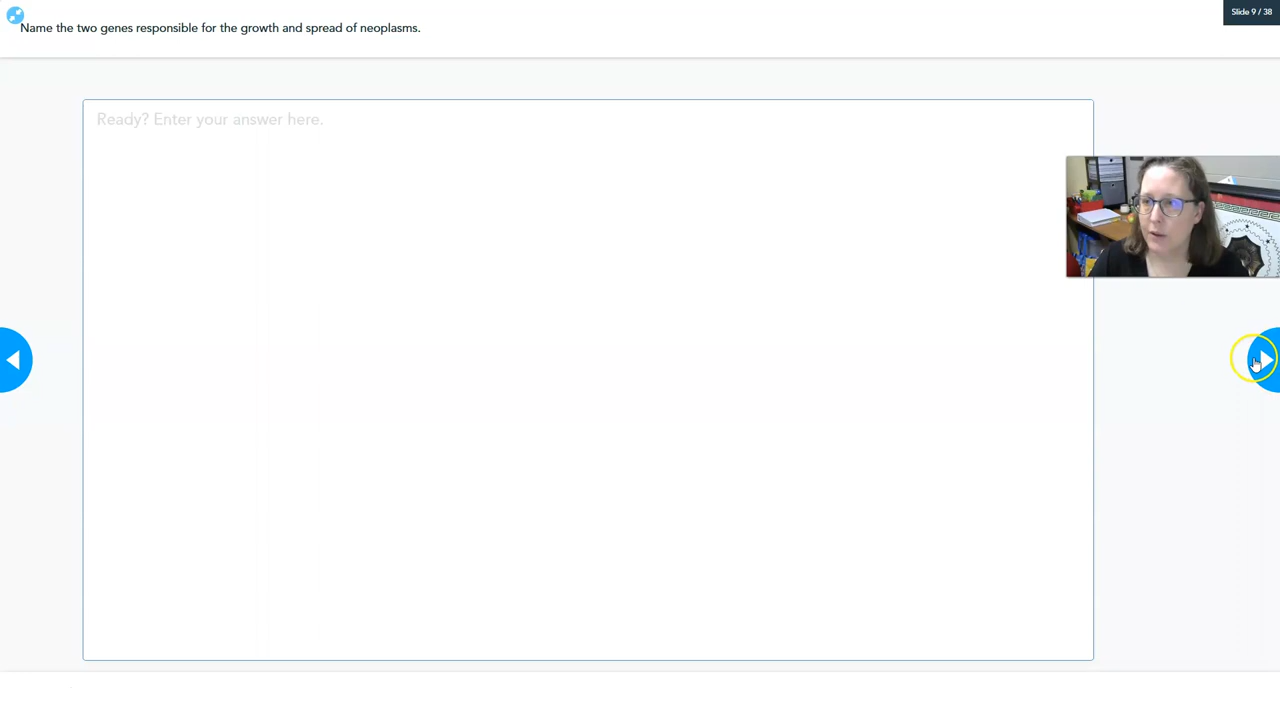 Slide 9 / 38
Name the two genes responsible for the growth and spread of neoplasms.
Ready? Enter your answer here.